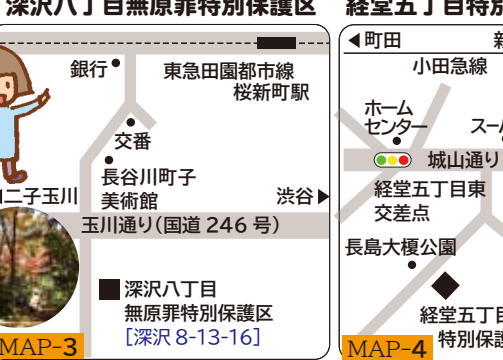 深沢八丁目無原罪特別保護区
銀行
東急田園都市線
桜新町駅
交番
長谷川町子
美術館
二子玉川
渋谷▶
玉川通り(国道246号)
深沢八丁目
無原罪特別保護区
[深沢8-13-16]
MAP-3
経堂五丁目特別
◀町田
小田急線
ホーム
センター
スーパ
城山通り
経堂五丁目東
交差点
長島大榎公園
経堂五丁目
特別保護
MAP-4